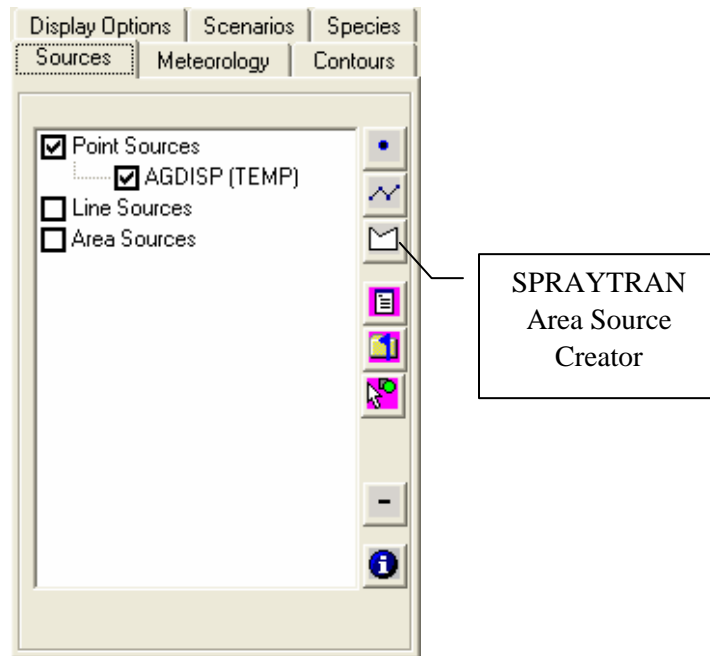 Display Options Scenarios Species
Sources Meteorology Contours
Point Sources
AGDISP (TEMP)
Line Sources
Area Sources
SPRAYTRAN
Area Source
Creator